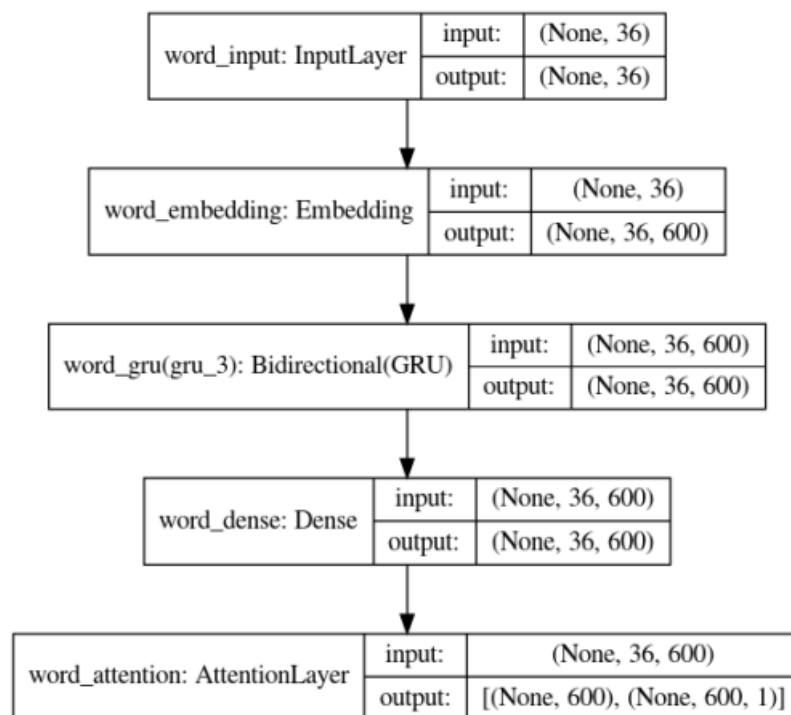 word_input: InputLayer
input: (None, 36)
output: (None, 36)
word_embedding: Embedding
input: (None, 36)
output: (None, 36, 600)
word_gru(gru_3): Bidirectional(GRU)
input: (None, 36, 600)
output: (None, 36, 600)
word_dense: Dense
input: (None, 36, 600)
output: (None, 36, 600)
word_attention: AttentionLayer
input: (None, 36, 600)
output: [(None, 600), (None, 600, 1)]